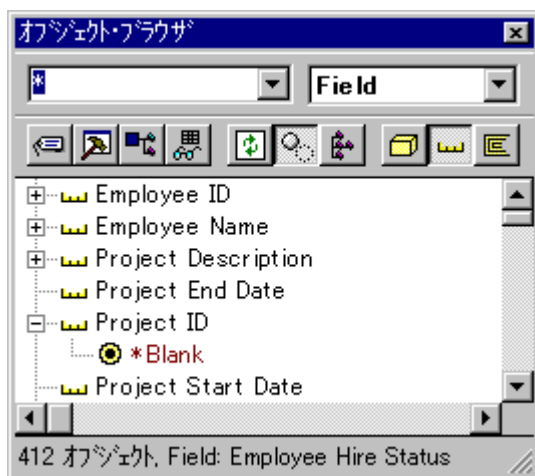 ｵﾌﾞｼﾞｪｸﾄ･ﾌﾞﾗｳｻﾞ
* Field
Employee ID
Employee Name
Project Description
Project End Date
Project ID
*Blank
Project Start Date
412 ｵﾌﾞｼﾞｪｸﾄ, Field: Employee Hire Status